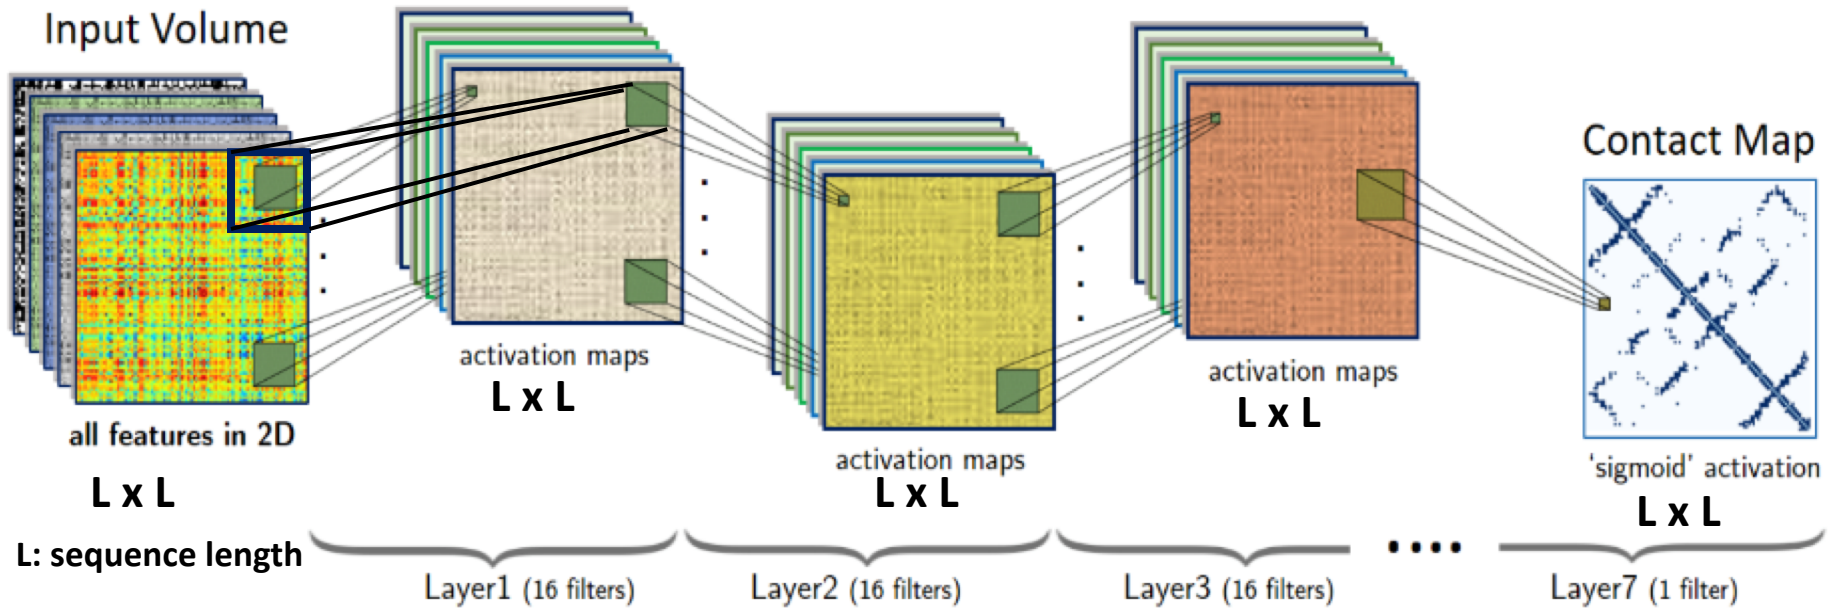 Input Volume
all features in 2D
L x L
L: sequence length
activation maps
L x L
Layer1 (16 filters)
activation maps
L x L
Layer2 (16 filters)
activation maps
L x L
Layer3 (16 filters)
Contact Map
'sigmoid' activation
L x L
Layer7 (1 filter)